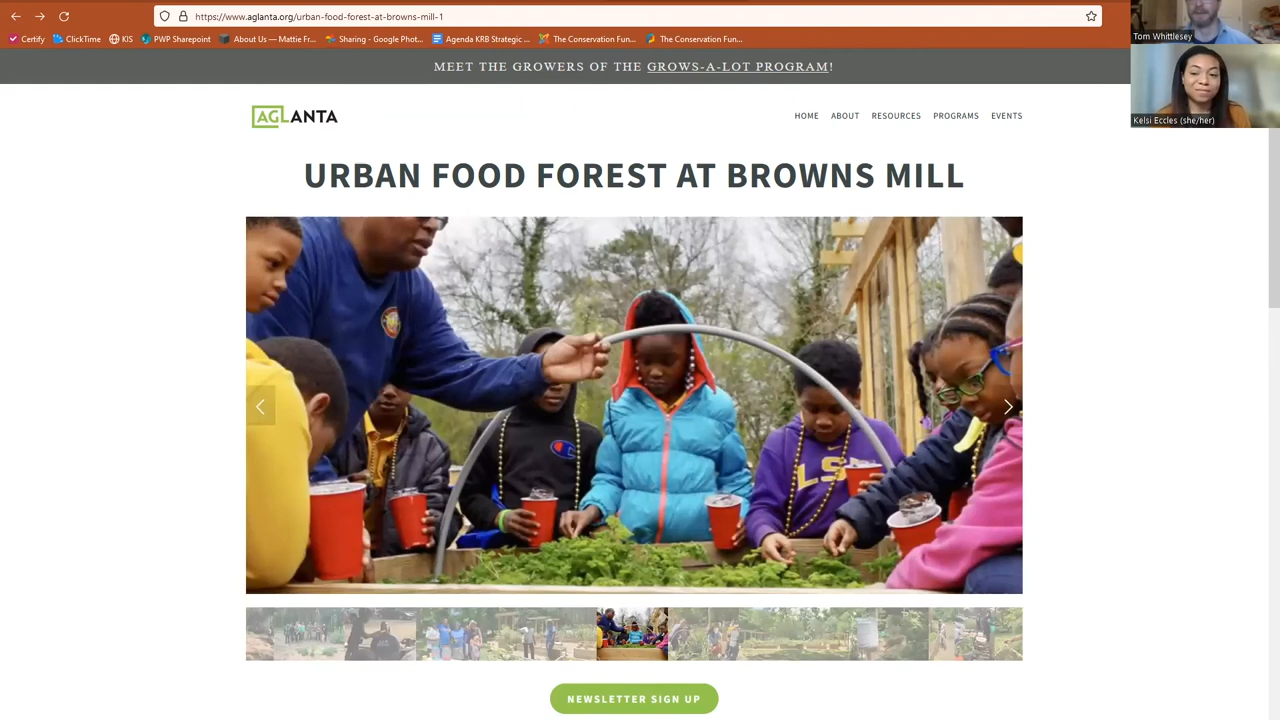 https://www.aglanta.org/urban-food-forest-at-browns-mill-1
Certify ClickTime KIS PWP Sharepoint About Us — Mattie Fr... Sharing - Google Phot... Agenda KRB Strategic ... The Conservation Fun... The Conservation Fun...
Tom Whittlesey
MEET THE GROWERS OF THE GROWS-A-LOT PROGRAM!
Kelsi Eccles (she/her)
AGLANTA
HOME ABOUT RESOURCES PROGRAMS EVENTS
URBAN FOOD FOREST AT BROWNS MILL
LS
NEWSLETTER SIGN UP